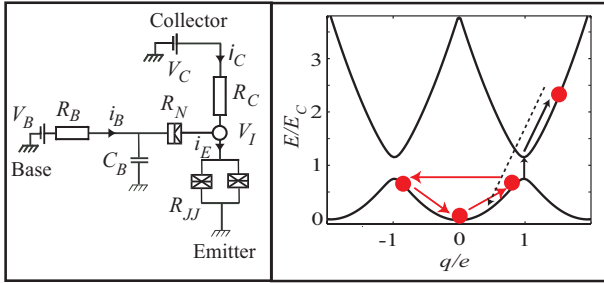 Collector
V_C
i_C
R_C
V_B
R_B
i_B
R_N
V_I
Base
C_B
i_E
R_JJ
Emitter
E/E_C
3
2
1
0
-1
0
1
q/e